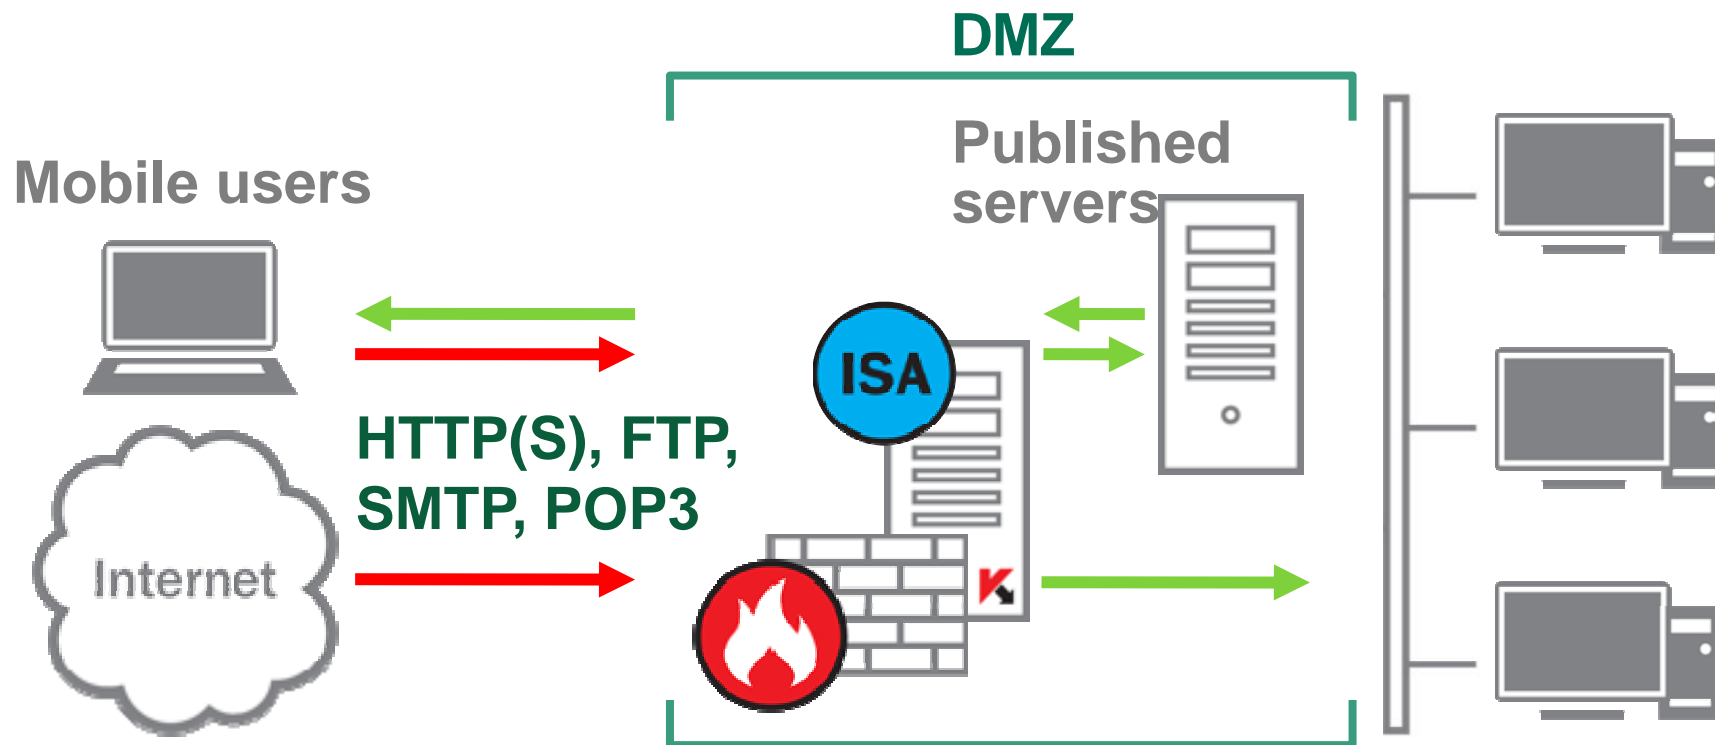 DMZ
Published
servers
Mobile users
ISA
HTTP(S), FTP,
SMTP, POP3
Internet